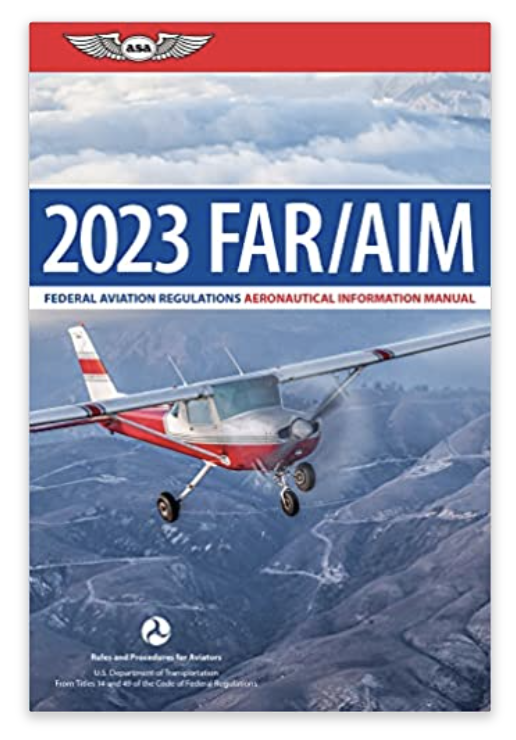 asa
2023 FAR/AIM
FEDERAL AVIATION REGULATIONS AERONAUTICAL INFORMATION MANUAL
Rules and Procedures for Aviators
U.S. Department of Transportation
From Titles 14 and 49 of the Code of Federal Regulations